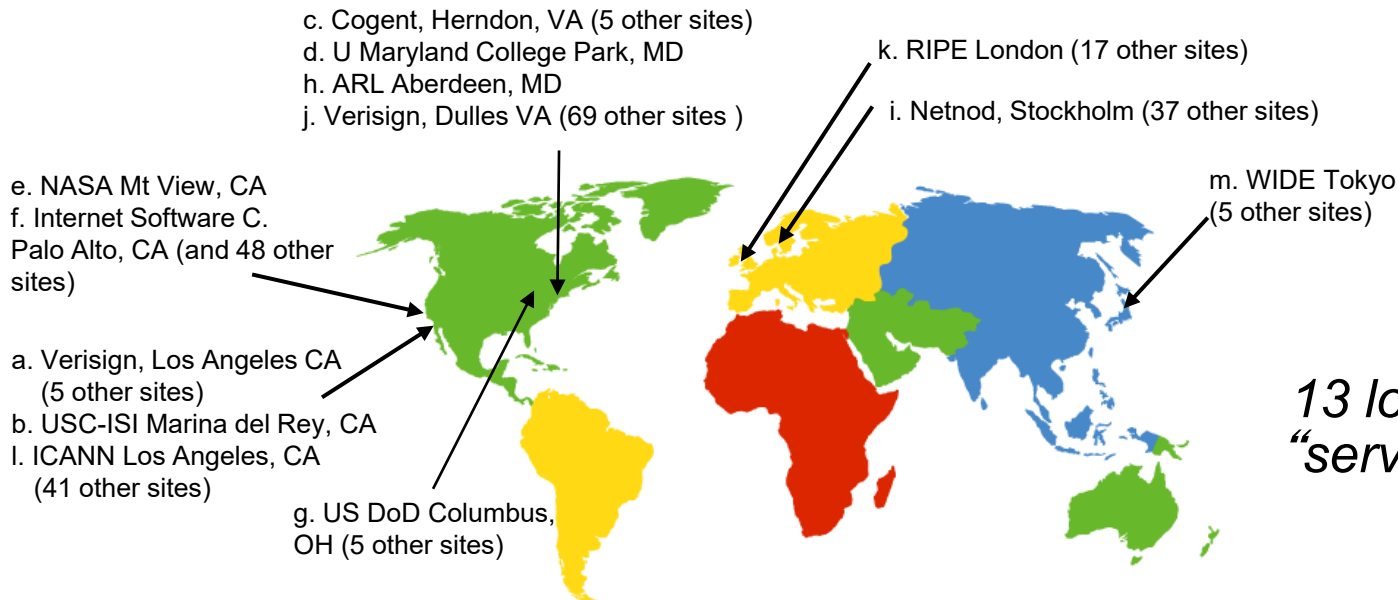 c. Cogent, Herndon, VA (5 other sites)
d. U Maryland College Park, MD
h. ARL Aberdeen, MD
j. Verisign, Dulles VA (69 other sites )
k. RIPE London (17 other sites)
i. Netnod, Stockholm (37 other sites)
m. WIDE Tokyo
(5 other sites)
e. NASA Mt View, CA
f. Internet Software C.
Palo Alto, CA (and 48 other
sites)
a. Verisign, Los Angeles CA
(5 other sites)
b. USC-ISI Marina del Rey, CA
l. ICANN Los Angeles, CA
(41 other sites)
g. US DoD Columbus,
OH (5 other sites)
13